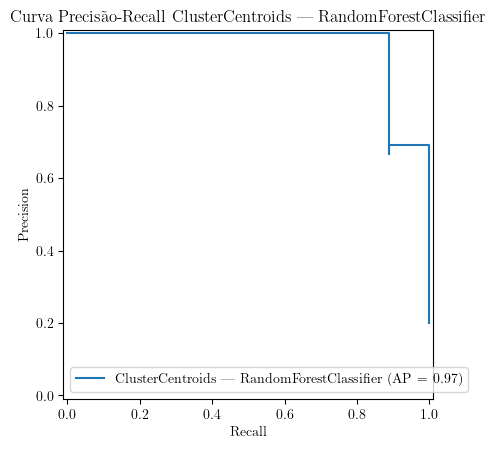 Curva Precisão-Recall ClusterCentroids — RandomForestClassifier
1.0
0.8
0.6
0.4
0.2
0.0
Precision
ClusterCentroids — RandomForestClassifier (AP = 0.97)
0.0 0.2 0.4 0.6 0.8 1.0
Recall